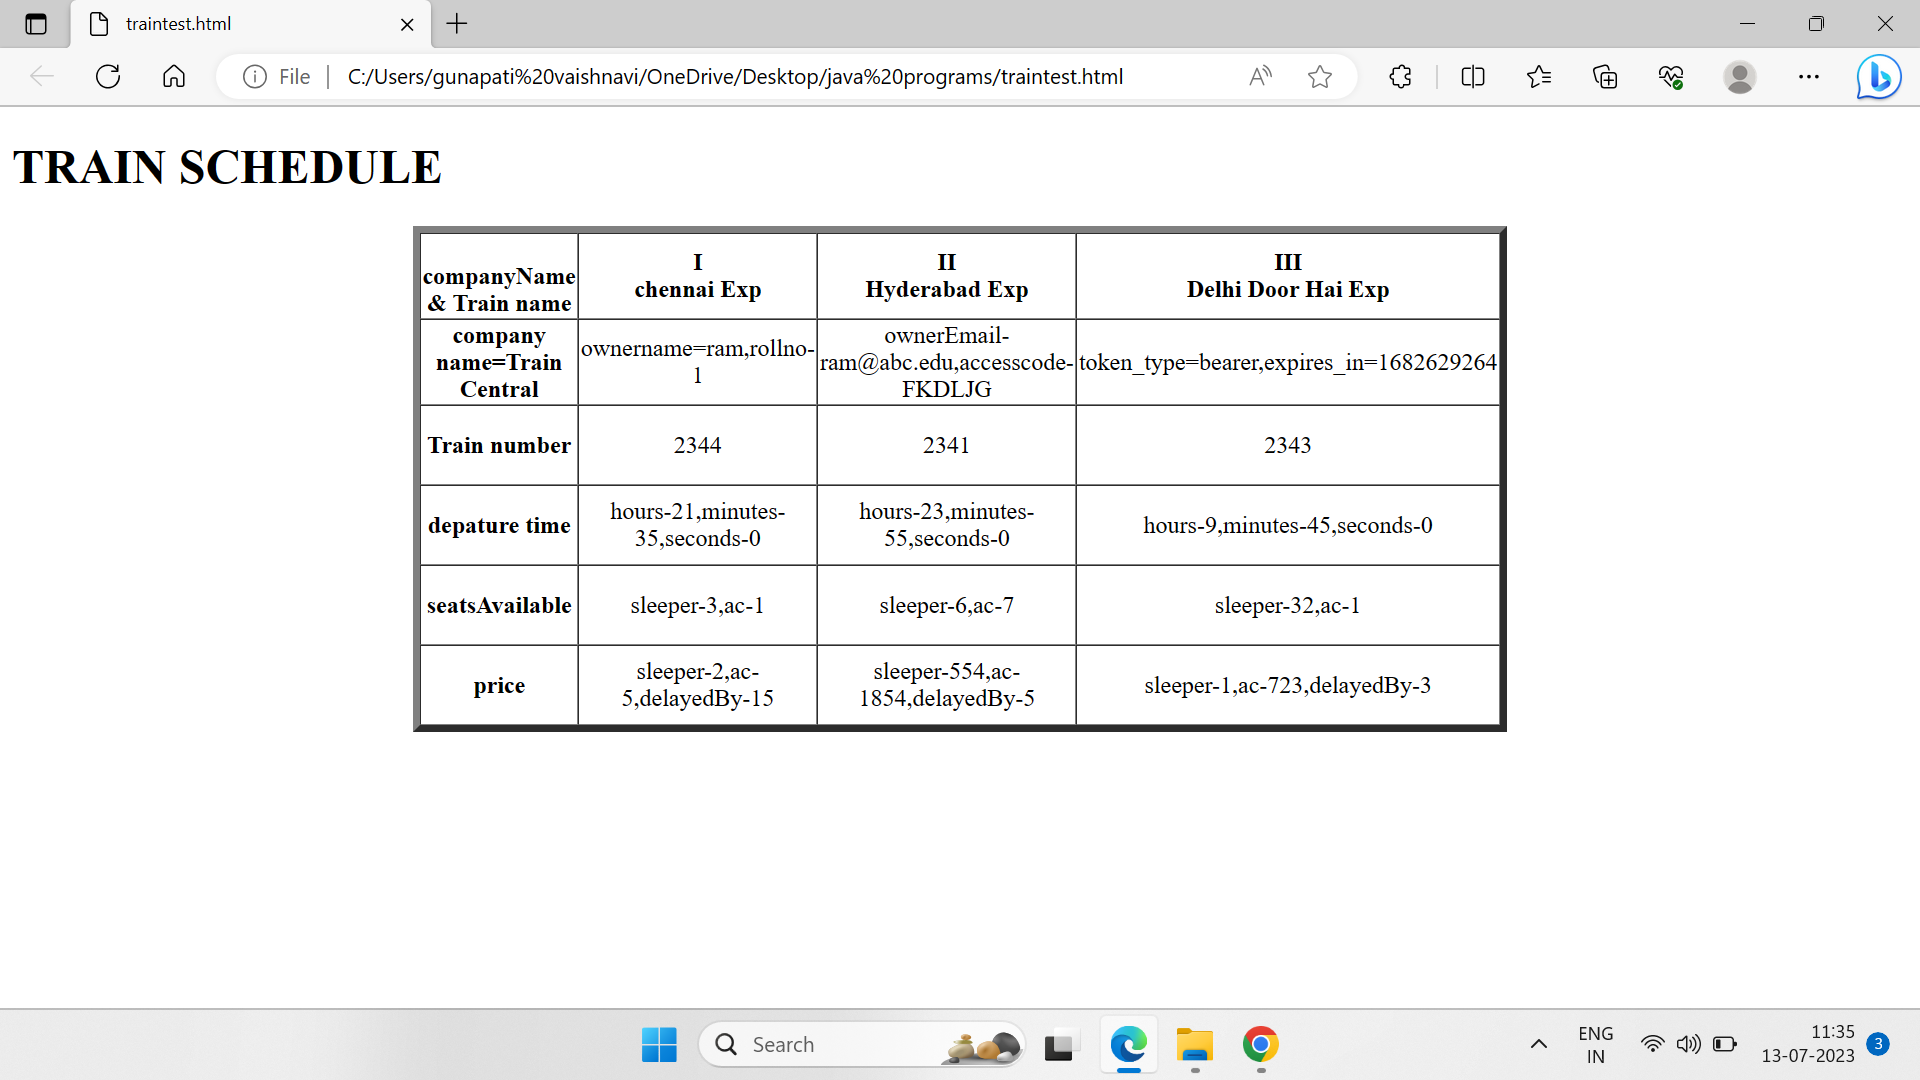 traintest.html
File
C:/Users/gunapati%20vaishnavi/OneDrive/Desktop/java%20programs/traintest.html
TRAIN SCHEDULE
companyName
& Train name
I
chennai Exp
II
Hyderabad Exp
III
Delhi Door Hai Exp
company
name=Train
Central
ownername=ram,rollno-
1
ownerEmail-
ram@abc.edu,accesscode-
FKDLJG
token_type=bearer,expires_in=1682629264
Train number
2344
2341
2343
depature time
hours-21,minutes-
35,seconds-0
hours-23,minutes-
55,seconds-0
hours-9,minutes-45,seconds-0
seatsAvailable
sleeper-3,ac-1
sleeper-6,ac-7
sleeper-32,ac-1
price
sleeper-2,ac-
5,delayedBy-15
sleeper-554,ac-
1854,delayedBy-5
sleeper-1,ac-723,delayedBy-3
Search
ENG
IN
11:35
13-07-2023
3